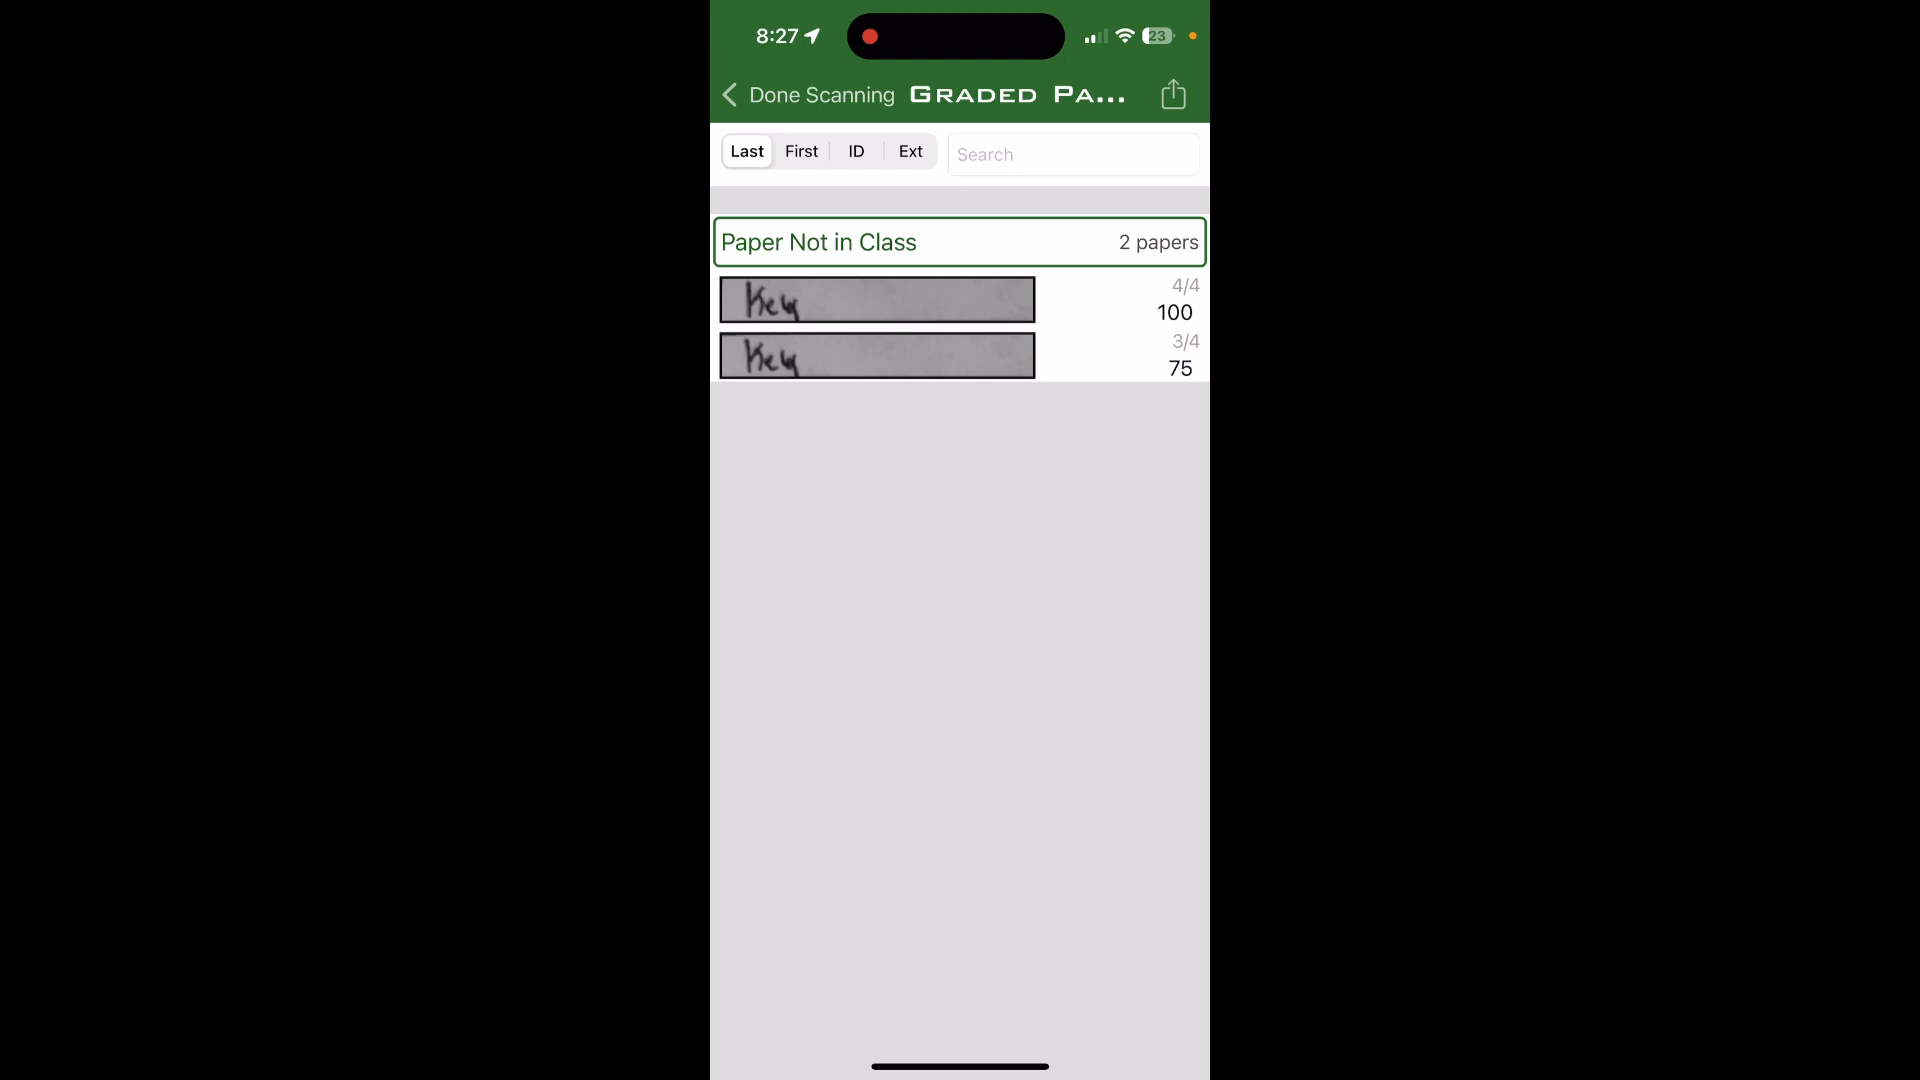 8:27
23
Done Scanning GRADED PA...
Last First ID Ext Search
Paper Not in Class 2 papers
Key 4/4
100
Key 3/4
75